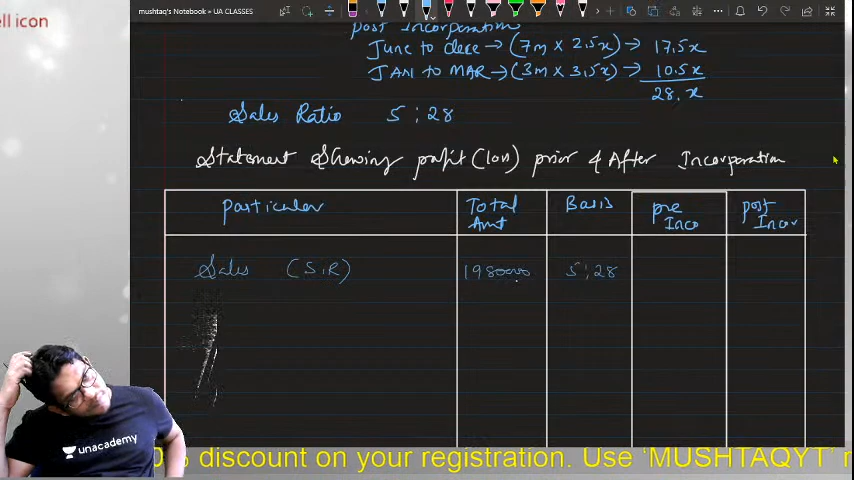 ell icon
mushtaq's Notebook » UA CLASSES
post Incorporation
June to dece → (7m x 2.5x) → 17.5x
JAN to MAR → (3m x 3.5x) → 10.5x
28.x
Sales Ratio 5:28
Statement Showing profit (loss) prior & After Incorporation
particular
Total Amt
Basis
pre Inco
post Incor
Sales (S.R) 1980000 5:28
unacademy
0% discount on your registration. Use 'MUSHTAQYT'